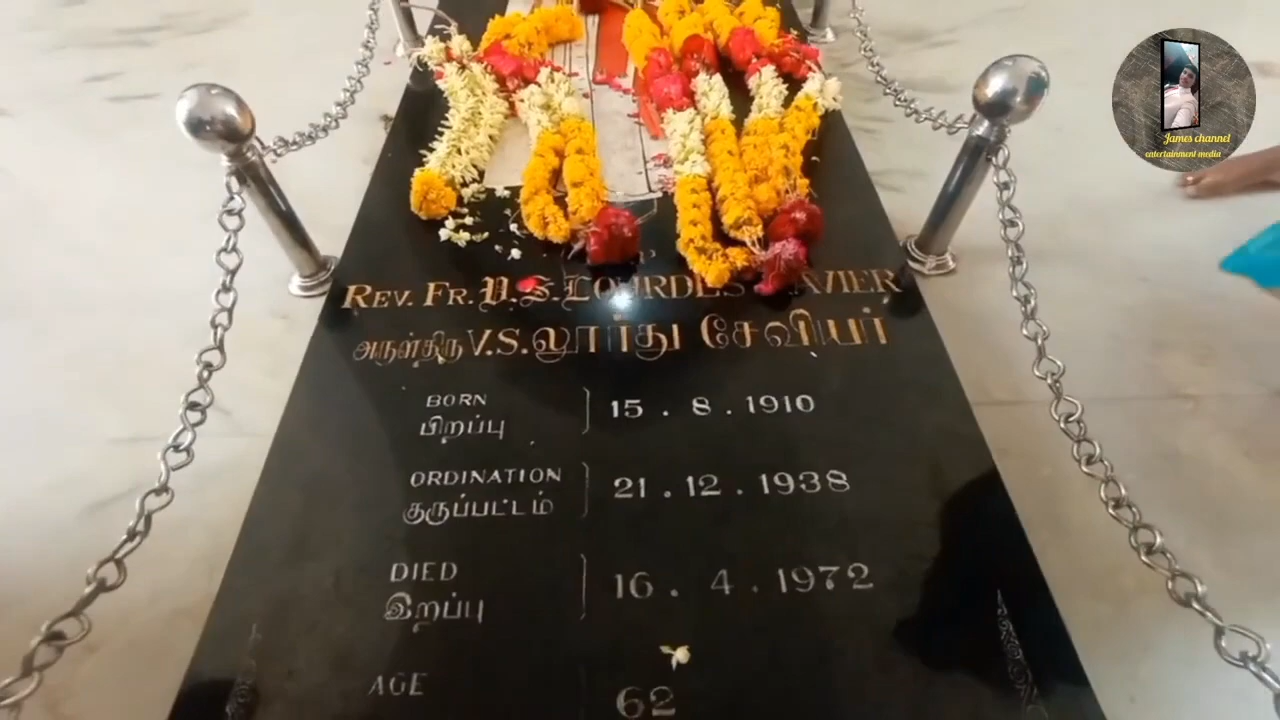 James channel
entertainment media
REV. FR. V. S. LOURDES XAVIER
அருள்திரு V.S. லூர்து சேவியர்
BORN
பிறப்பு
15 . 8 . 1910
ORDINATION
குருப்பட்டம்
21 . 12 . 1938
DIED
இறப்பு
16 . 4 . 1972
AGE
62